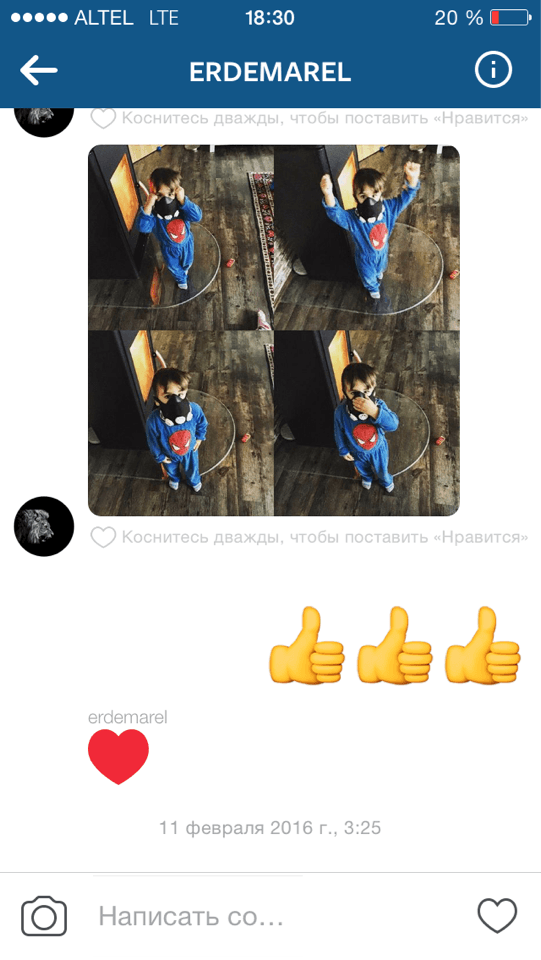 ALTEL LTE 18:30 20 %
ERDEMAREL
Коснитесь дважды, чтобы поставить «Нравится»
Коснитесь дважды, чтобы поставить «Нравится»
erdemarel
11 февраля 2016 г., 3:25
Написать со...